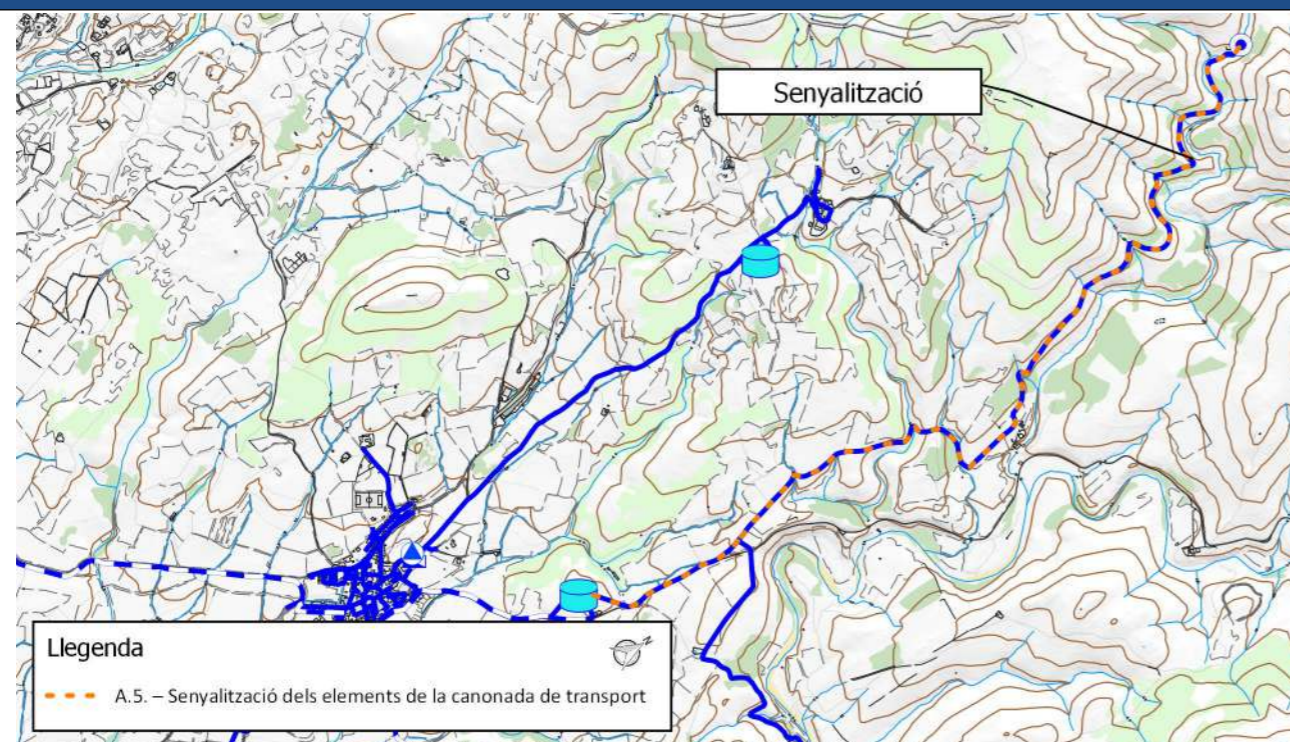 Senyalització
Llegenda
N
A.5. – Senyalització dels elements de la canonada de transport